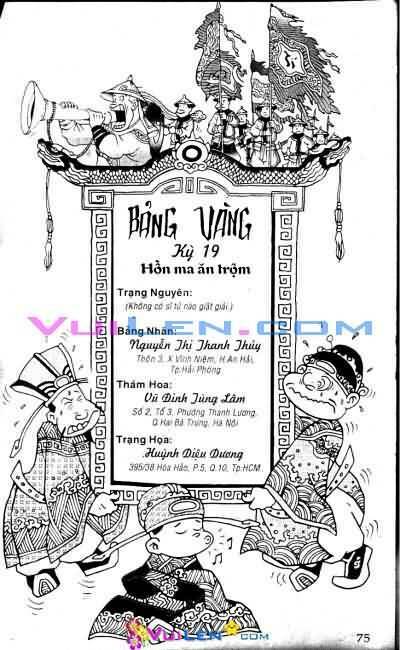 BẢNG VÀNG
Kỳ 19
Hồn ma ăn trộm
Trạng Nguyên:
(Không có sĩ tử nào giật giải)
VuiLen.com
Bảng Nhãn:
Nguyễn Thị Thanh Thủy
Thôn 3, X Vĩnh Niệm, H An Hải,
Tp.Hải Phòng
Thám Hoa:
Vũ Đình Tùng Lâm
Số 2, Tổ 3, Phường Thanh Lương,
Q Hai Bà Trưng, Hà Nội
Trạng Họa:
Huỳnh Diệu Dương
395/38 Hòa Hảo, P.5, Q.10, Tp.HCM
VuiLen.com
75